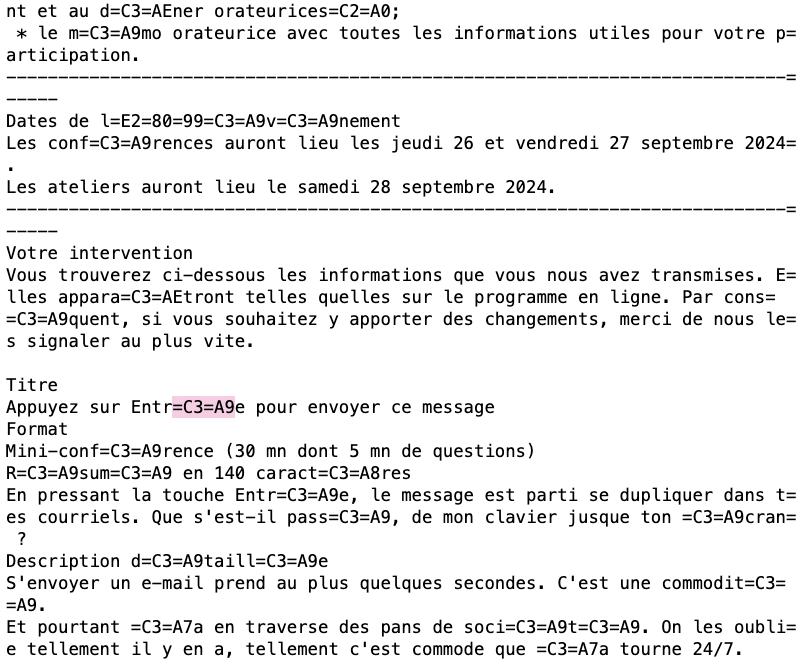 nt et au d=C3=AEner orateurices=C2=A0;
 * le m=C3=A9mo orateurice avec toutes les informations utiles pour votre p=
articipation.
---------------------------------------------------------------------------=
-----
Dates de l=E2=80=99=C3=A9v=C3=A9nement
Les conf=C3=A9rences auront lieu les jeudi 26 et vendredi 27 septembre 2024=
.
Les ateliers auront lieu le samedi 28 septembre 2024.
---------------------------------------------------------------------------=
-----
Votre intervention
Vous trouverez ci-dessous les informations que vous nous avez transmises. E=
lles appara=C3=AEtront telles quelles sur le programme en ligne. Par cons=
=C3=A9quent, si vous souhaitez y apporter des changements, merci de nous le=
s signaler au plus vite.

Titre
Appuyez sur Entr=C3=A9e pour envoyer ce message
Format
Mini-conf=C3=A9rence (30 mn dont 5 mn de questions)
R=C3=A9sum=C3=A9 en 140 caract=C3=A8res
En pressant la touche Entr=C3=A9e, le message est parti se dupliquer dans t=
es courriels. Que s'est-il pass=C3=A9, de mon clavier jusque ton =C3=A9cran=
 ?
Description d=C3=A9taill=C3=A9e
S'envoyer un e-mail prend au plus quelques secondes. C'est une commodit=C3=
=A9.
Et pourtant =C3=A7a en traverse des pans de soci=C3=A9t=C3=A9. On les oubli=
e tellement il y en a, tellement c'est commode que =C3=A7a tourne 24/7.